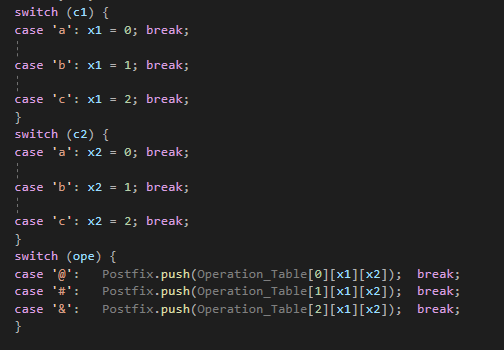 switch (c1) {
case 'a': x1 = 0; break;
case 'b': x1 = 1; break;
case 'c': x1 = 2; break;
}
switch (c2) {
case 'a': x2 = 0; break;
case 'b': x2 = 1; break;
case 'c': x2 = 2; break;
}
switch (ope) {
case '@':   Postfix.push(Operation_Table[0][x1][x2]);  break;
case '#':   Postfix.push(Operation_Table[1][x1][x2]);  break;
case '&':   Postfix.push(Operation_Table[2][x1][x2]);  break;
}